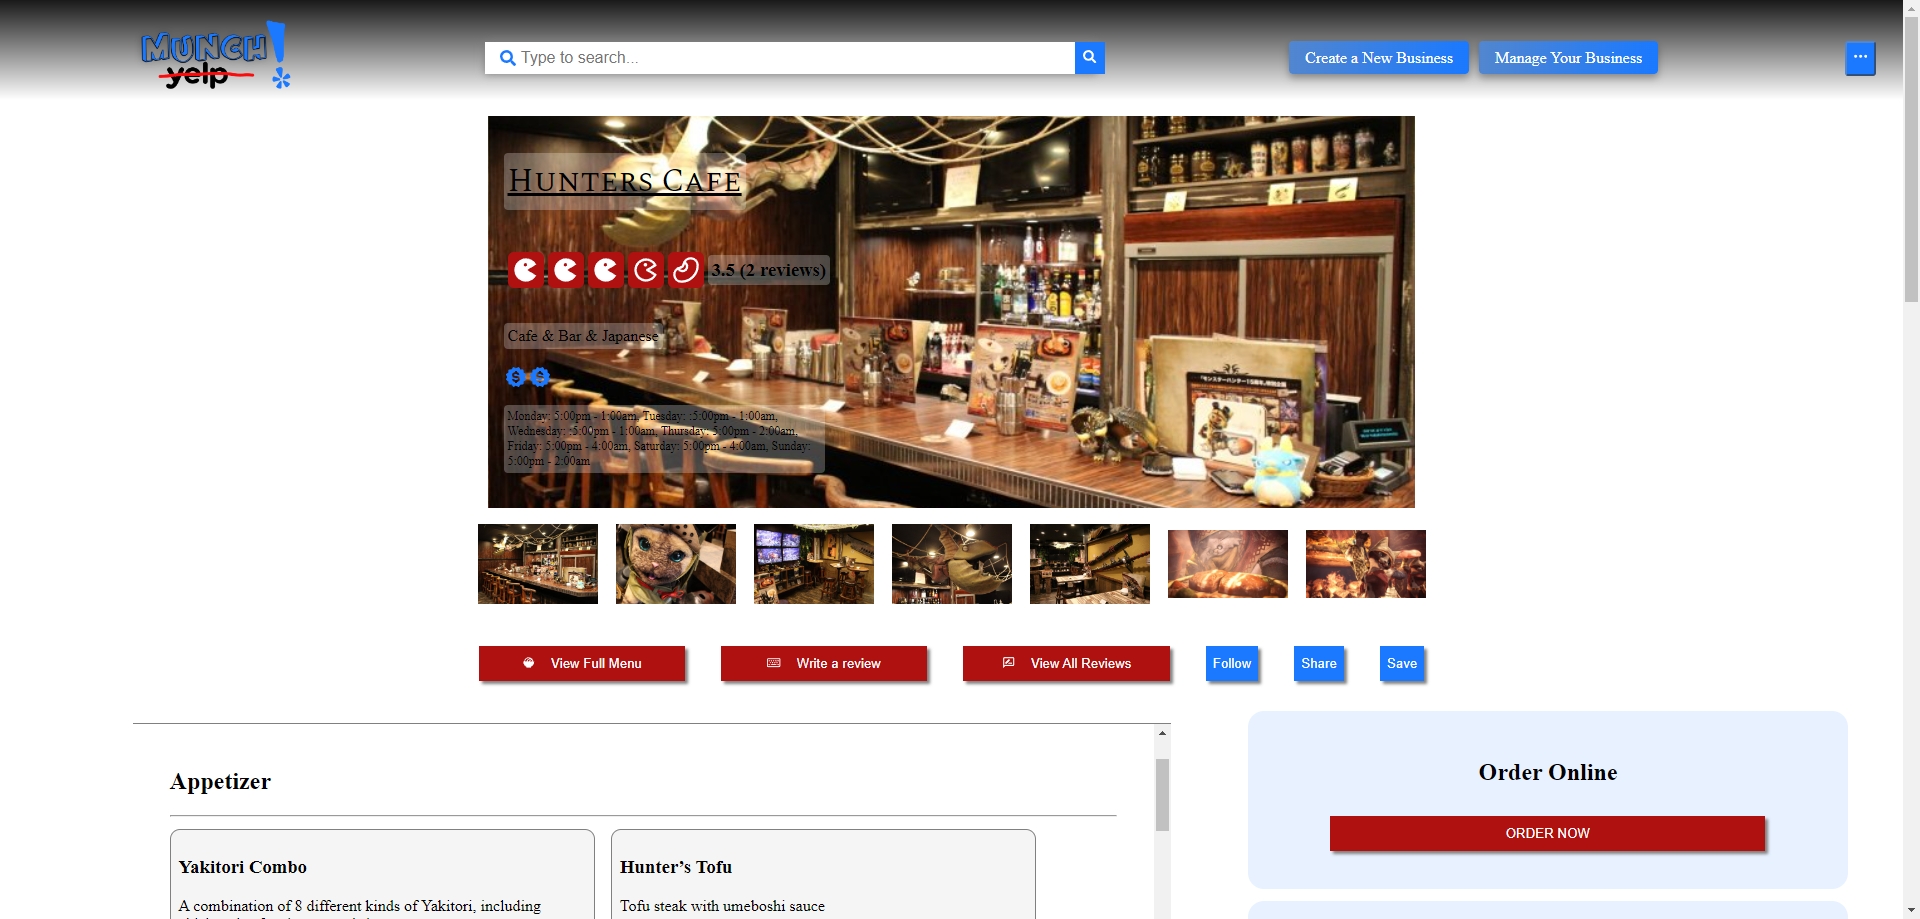 MUNCH!
yelp
Type to search...
Create a New Business
Manage Your Business
HUNTERS CAFE
3.5 (2 reviews)
Cafe & Bar & Japanese
Monday: 5:00pm - 1:00am, Tuesday: :5:00pm - 1:00am,
Wednesday: :5:00pm - 1:00am, Thursday: 5:00pm - 2:00am,
Friday: 5:00pm - 4:00am, Saturday: 5:00pm - 4:00am, Sunday:
5:00pm - 2:00am
View Full Menu
Write a review
View All Reviews
Follow
Share
Save
Appetizer
Yakitori Combo
A combination of 8 different kinds of Yakitori, including
Hunter’s Tofu
Tofu steak with umeboshi sauce
Order Online
ORDER NOW